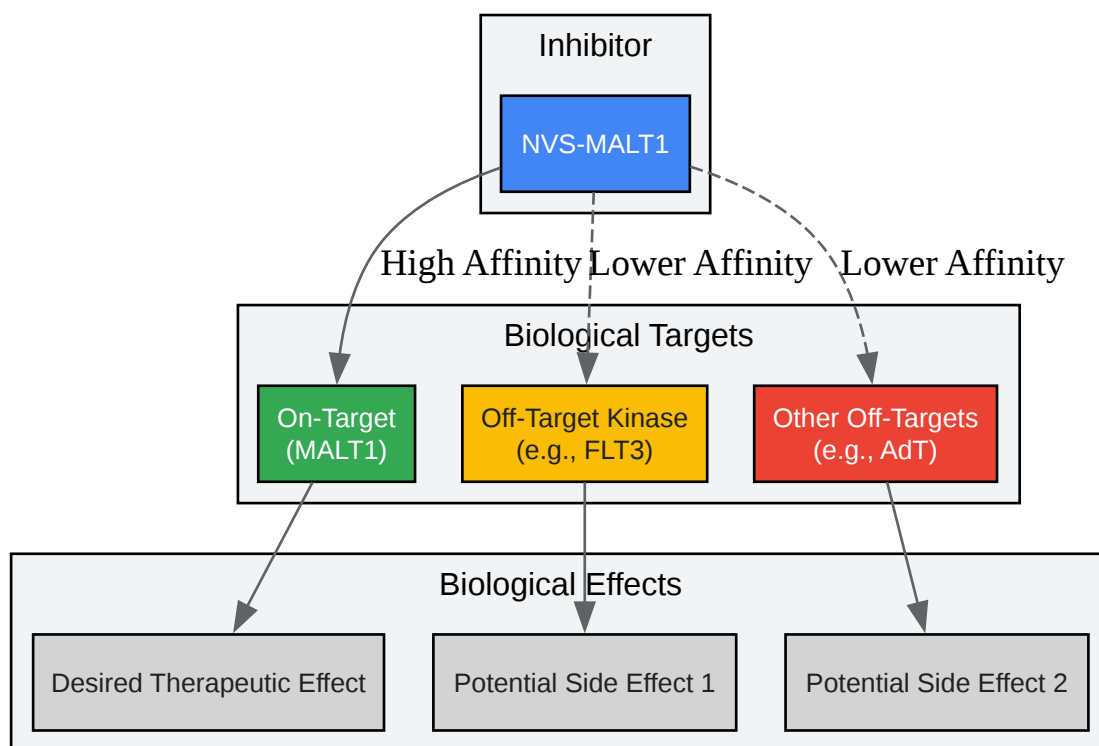 Inhibitor
NVS-MALT1
High Affinity
Lower Affinity
Lower Affinity
Biological Targets
On-Target
(MALT1)
Off-Target Kinase
(e.g., FLT3)
Other Off-Targets
(e.g., AdT)
Biological Effects
Desired Therapeutic Effect
Potential Side Effect 1
Potential Side Effect 2